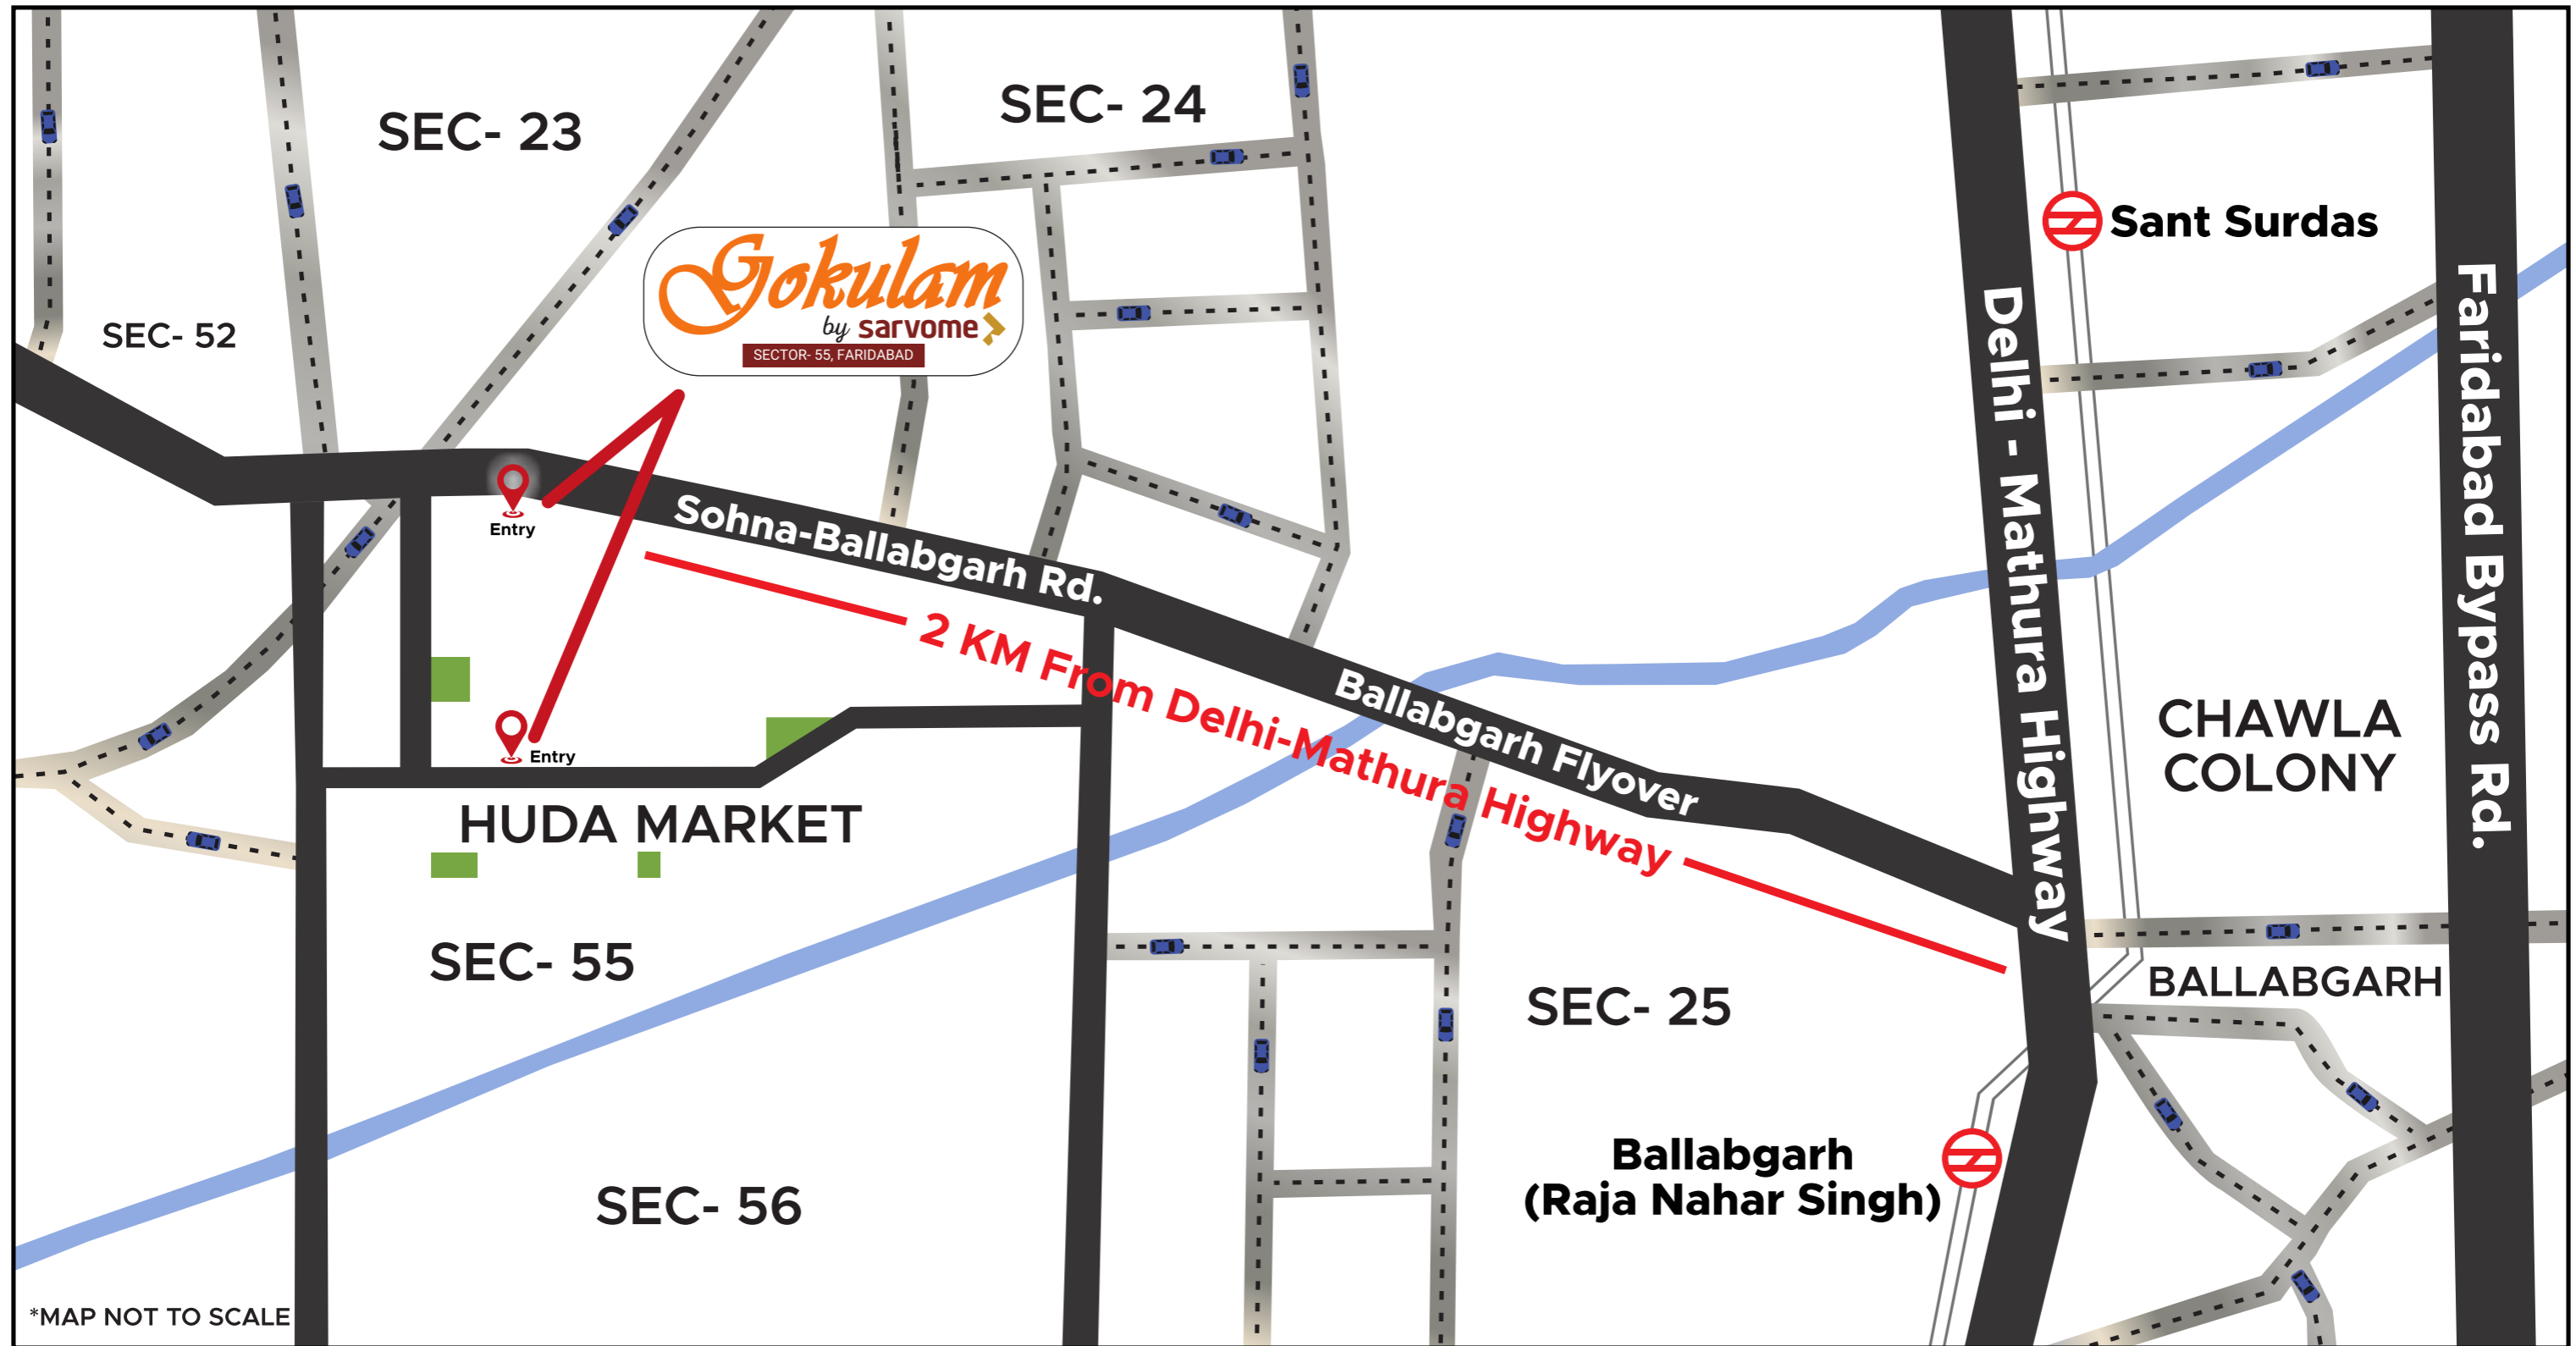 SEC- 23
SEC- 24
SEC- 52
Gokulam
by sarvome
SECTOR- 55, FARIDABAD
Sant Surdas
Delhi - Mathura Highway
Faridabad Bypass Rd.
Entry
Sohna-Ballabgarh Rd.
2 KM From Delhi-Mathura Highway
Ballabgarh Flyover
Entry
CHAWLA
COLONY
HUDA MARKET
SEC- 55
SEC- 25
BALLABGARH
SEC- 56
Ballabgarh
(Raja Nahar Singh)
*MAP NOT TO SCALE